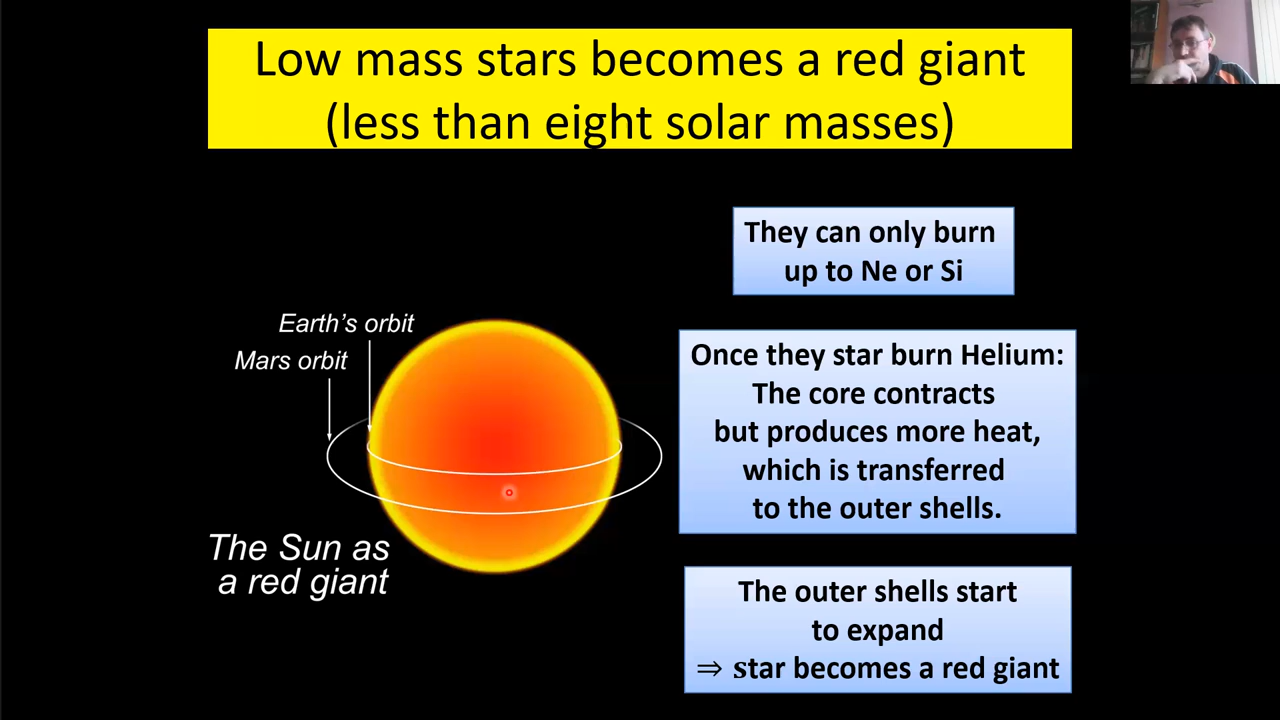 Low mass stars becomes a red giant
(less than eight solar masses)
They can only burn
up to Ne or Si
Earth's orbit
Mars orbit
Once they star burn Helium:
The core contracts
but produces more heat,
which is transferred
to the outer shells.
The Sun as
a red giant
The outer shells start
to expand
⇒ star becomes a red giant